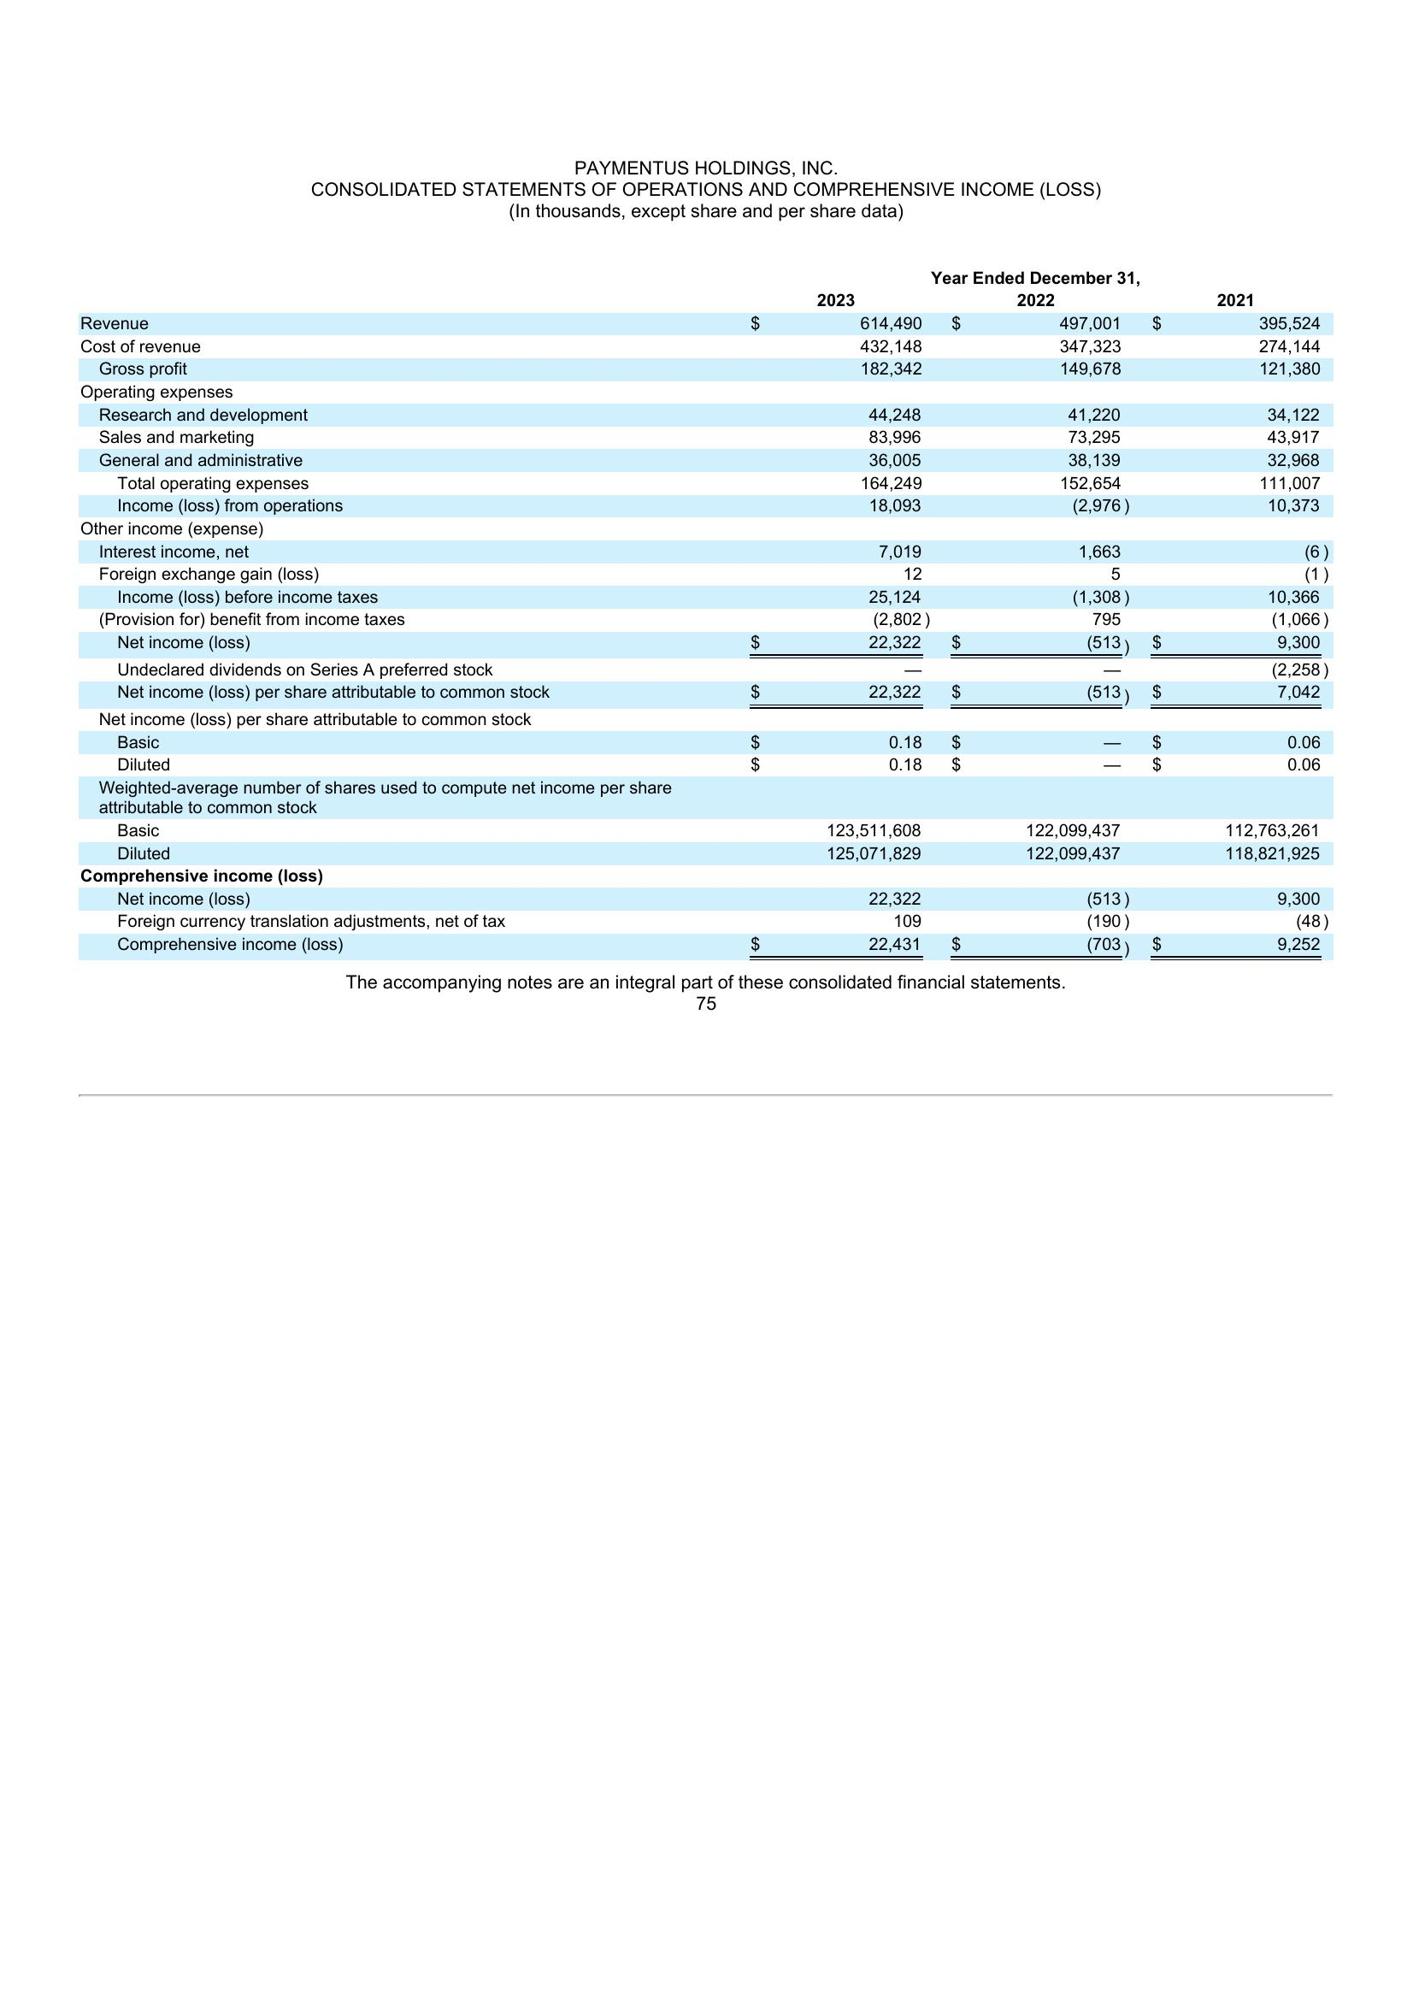 PAYMENTUS HOLDINGS, INC.
CONSOLIDATED STATEMENTS OF OPERATIONS AND COMPREHENSIVE INCOME (LOSS)
(In thousands, except share and per share data)
Year Ended December 31,
2023 2022 2021
Revenue $ 614,490 $ 497,001 $ 395,524
Cost of revenue 432,148 347,323 274,144
Gross profit 182,342 149,678 121,380
Operating expenses
Research and development 44,248 41,220 34,122
Sales and marketing 83,996 73,295 43,917
General and administrative 36,005 38,139 32,968
Total operating expenses 164,249 152,654 111,007
Income (loss) from operations 18,093 (2,976) 10,373
Other income (expense)
Interest income, net 7,019 1,663 (6)
Foreign exchange gain (loss) 12 5 (1)
Income (loss) before income taxes 25,124 (1,308) 10,366
(Provision for) benefit from income taxes (2,802) 795 (1,066)
Net income (loss) $ 22,322 $ (513) $ 9,300
Undeclared dividends on Series A preferred stock — — (2,258)
Net income (loss) per share attributable to common stock $ 22,322 $ (513) $ 7,042
Net income (loss) per share attributable to common stock
Basic $ 0.18 $ — $ 0.06
Diluted $ 0.18 $ — $ 0.06
Weighted-average number of shares used to compute net income per share
attributable to common stock
Basic 123,511,608 122,099,437 112,763,261
Diluted 125,071,829 122,099,437 118,821,925
Comprehensive income (loss)
Net income (loss) 22,322 (513) 9,300
Foreign currency translation adjustments, net of tax 109 (190) (48)
Comprehensive income (loss) $ 22,431 $ (703) $ 9,252
The accompanying notes are an integral part of these consolidated financial statements.
75